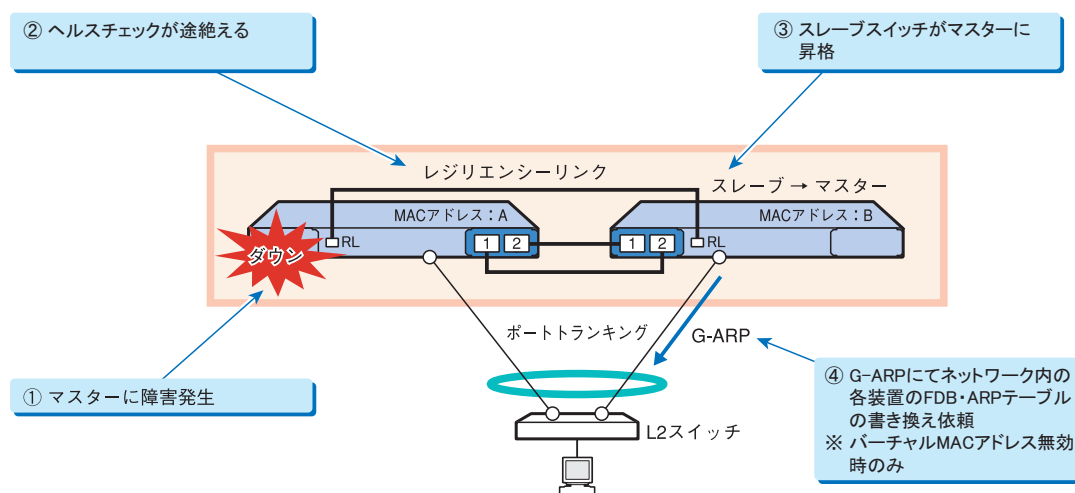 ② ヘルスチェックが途絶える
③ スレーブスイッチがマスターに
昇格
レジリエンシーリンク
スレーブ → マスター
MACアドレス：A
MACアドレス：B
ダウン
RL
1
2
1
2
RL
ポートトランキング
G-ARP
① マスターに障害発生
④ G-ARPにてネットワーク内の
各装置のFDB・ARPテーブル
の書き換え依頼
※ バーチャルMACアドレス無効
時のみ
L2スイッチ